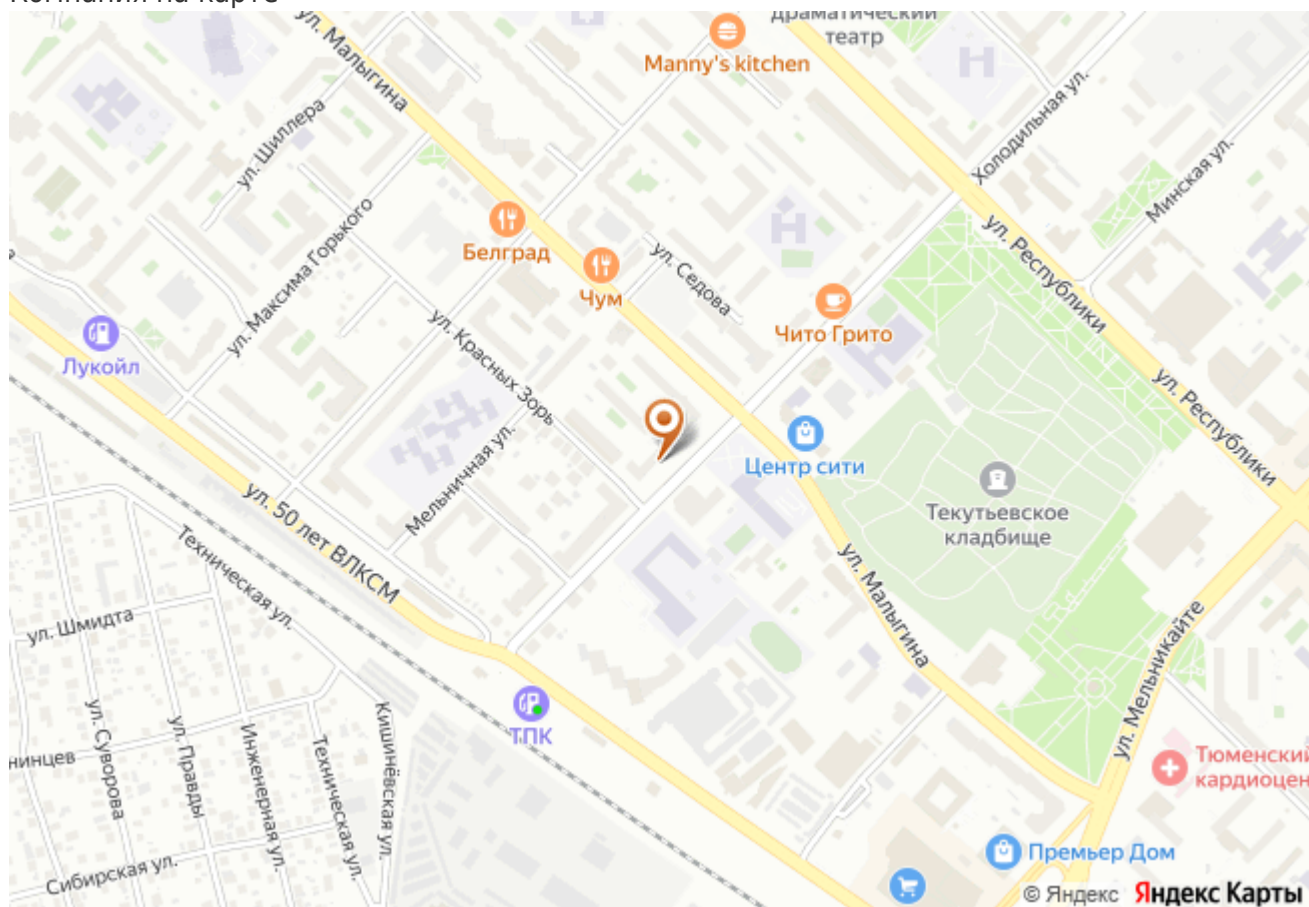 Компания на карте
ул. Малыгина
Manny's kitchen
драматический
театр
Холодильная ул.
Минская ул.
ул. Шиллера
ул. Максима Горького
Белград
Чум
ул. Седова
ул. Республики
Чито Грито
Лукойл
ул. Красных Зорь
ул. Республики
Мельничная ул.
Центр сити
Текутьевское
кладбище
ул. 50 лет ВЛКСМ
Техническая ул.
ул. Малыгина
ул. Шмидта
ул. Мельникайте
ТПК
ул. Суворова
ул. Правды
Инженерная ул.
Техническая ул.
Кишинёвская ул.
нинцев
Тюменский
кардиоцен
Сибирская ул.
Премьер Дом
© Яндекс Яндекс Карты